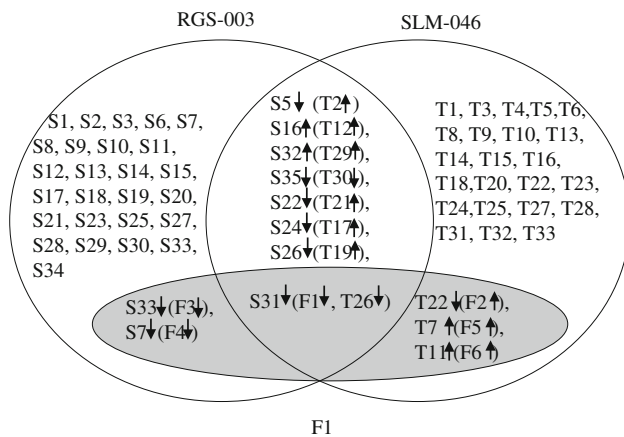 RGS-003
SLM-046
S1, S2, S3, S6, S7,
S8, S9, S10, S11,
S12, S13, S14, S15,
S17, S18, S19, S20,
S21, S23, S25, S27,
S28, S29, S30, S33,
S34
S5↓(T2↑)
S16↑(T12↑),
S32↑(T29↑),
S35↓(T30↓),
S22↓(T21↑),
S24↓(T17↑),
S26↓(T19↑),
T1, T3, T4,T5,T6,
T8, T9, T10, T13,
T14, T15, T16,
T18,T20, T22, T23,
T24,T25, T27, T28,
T31, T32, T33
S33↓(F3↓),
S7↓(F4↓)
S31↓(F1↓, T26↓)
T22↓(F2↑),
T7↑(F5↑),
T11↑(F6↑)
F1